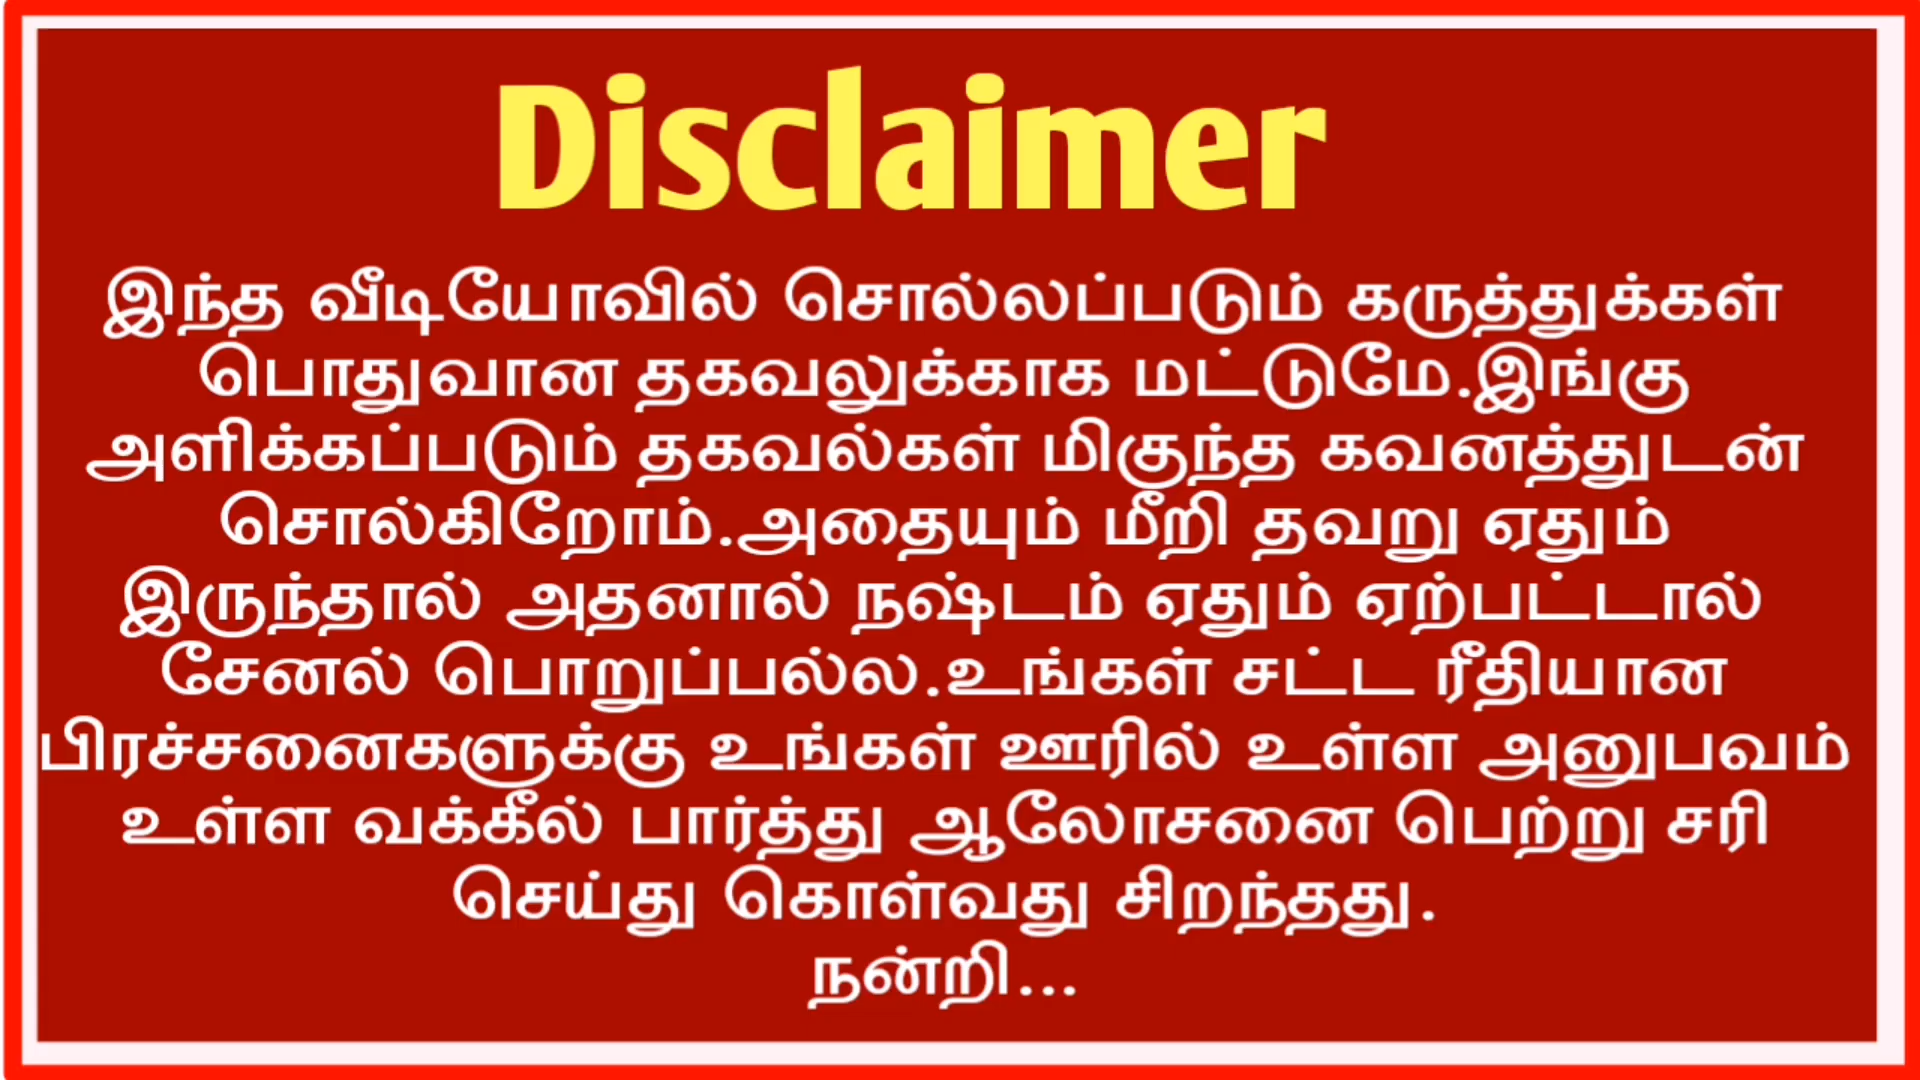 Disclaimer
இந்த வீடியோவில் சொல்லப்படும் கருத்துக்கள்
பொதுவான தகவலுக்காக மட்டுமே.இங்கு
அளிக்கப்படும் தகவல்கள் மிகுந்த கவனத்துடன்
சொல்கிறோம்.அதையும் மீறி தவறு ஏதும்
இருந்தால் அதனால் நஷ்டம் ஏதும் ஏற்பட்டால்
சேனல் பொறுப்பல்ல.உங்கள் சட்ட ரீதியான
பிரச்சனைகளுக்கு உங்கள் ஊரில் உள்ள அனுபவம்
உள்ள வக்கீல் பார்த்து ஆலோசனை பெற்று சரி
செய்து கொள்வது சிறந்தது.
நன்றி...